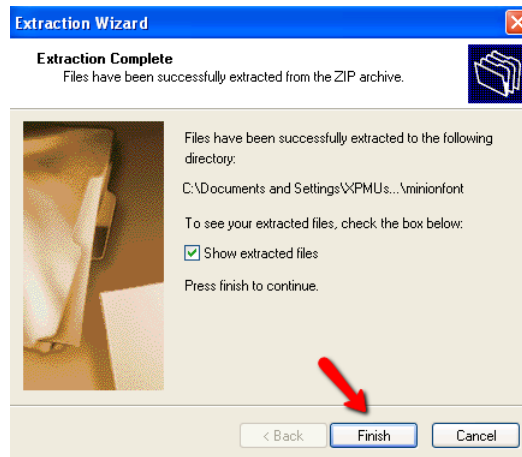 Extraction Wizard
Extraction Complete
Files have been successfully extracted from the ZIP archive.
Files have been successfully extracted to the following
directory:
C:\Documents and Settings\XPMUs...\minionfont
To see your extracted files, check the box below:
Show extracted files
Press finish to continue.
< Back Finish Cancel